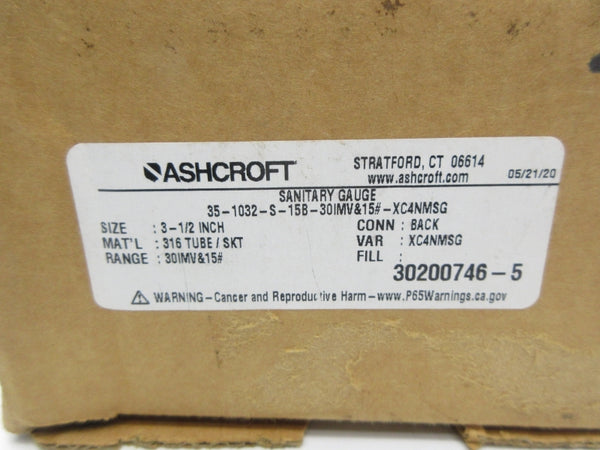 ASHCROFT
STRATFORD, CT 06614
www.ashcroft.com
05/21/20
SANITARY GAUGE
35-1032-S-15B-30IMV&15#-XC4NMSG
SIZE : 3-1/2 INCH
CONN : BACK
MAT'L : 316 TUBE / SKT
VAR : XC4NMSG
RANGE : 30IMV&15#
FILL :
30200746-5
⚠ WARNING-Cancer and Reproductive Harm-www.P65Warnings.ca.gov